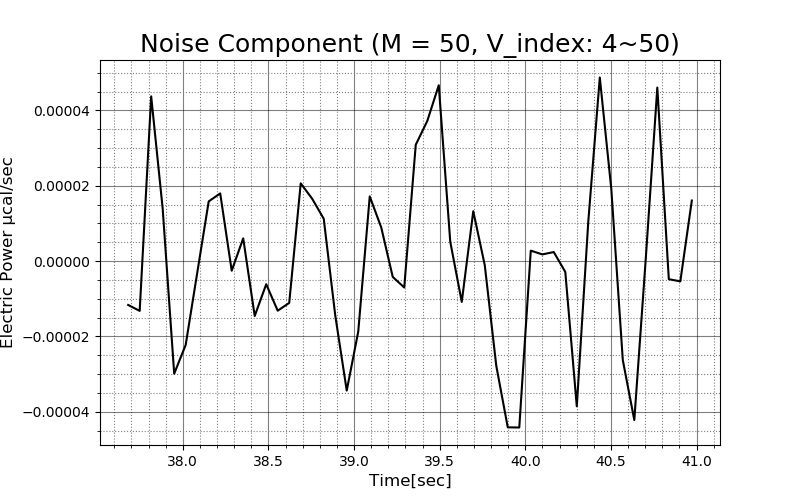 Noise Component (M = 50, V_index: 4~50)
Electric Power μcal/sec
0.00004
0.00002
0.00000
−0.00002
−0.00004
38.0 38.5 39.0 39.5 40.0 40.5 41.0
Time[sec]